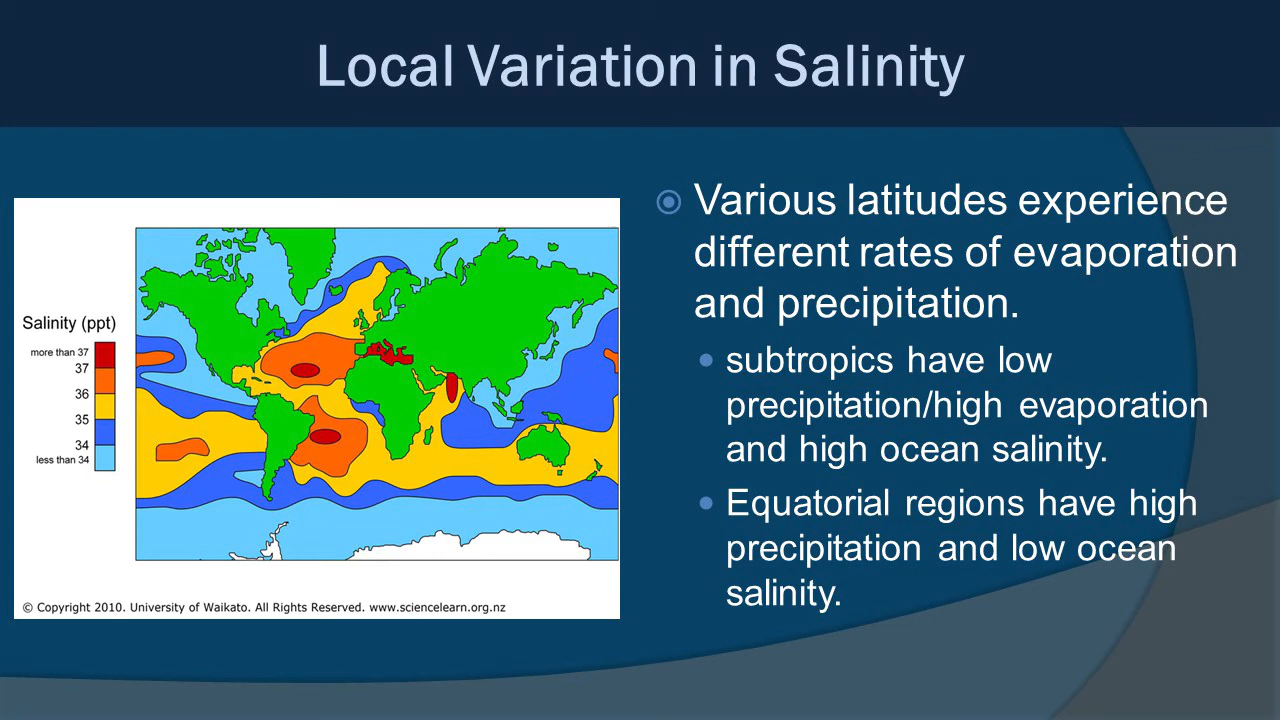 Local Variation in Salinity
Salinity (ppt)
more than 37
37
36
35
34
less than 34
© Copyright 2010. University of Waikato. All Rights Reserved. www.sciencelearn.org.nz
Various latitudes experience
different rates of evaporation
and precipitation.
subtropics have low
precipitation/high evaporation
and high ocean salinity.
Equatorial regions have high
precipitation and low ocean
salinity.